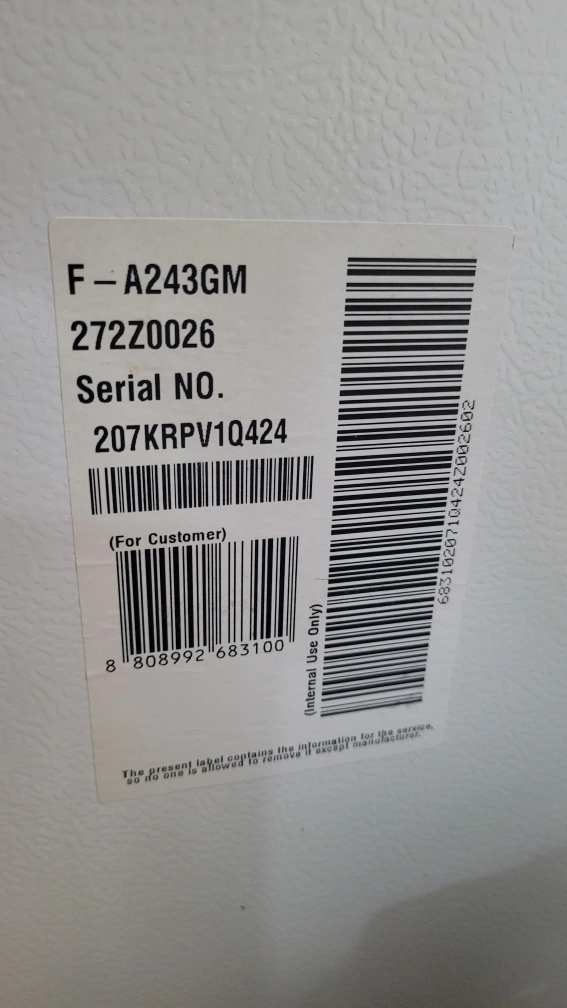 F-A243GM
272Z0026
Serial NO.
207KRPV1Q424
(For Customer)
8 808992 683100
(Internal Use Only)
683102071Q424Z002602
The present label contains the information for the service,
so no one is allowed to remove it except manufacturer.